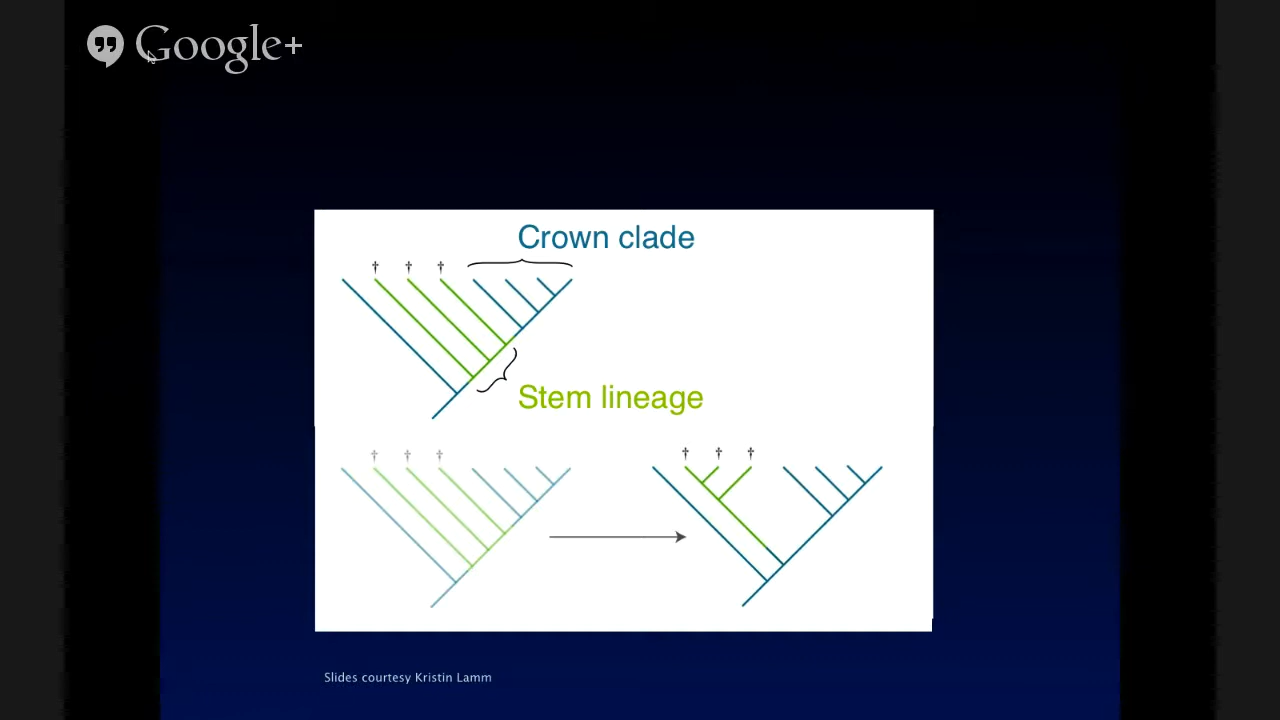 Google+
Crown clade
† † †
Stem lineage
† † †
† † †
Slides courtesy Kristin Lamm